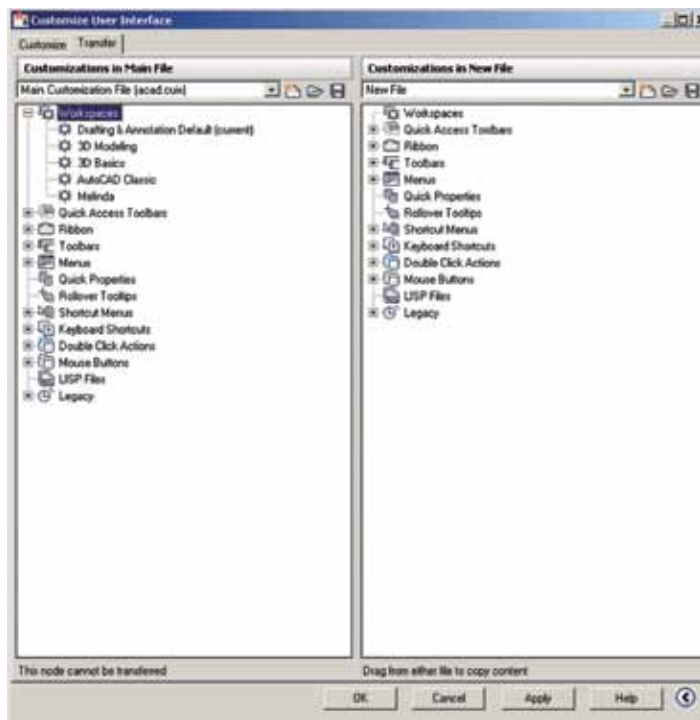 Customize User Interface
Customize Transfer
Customizations in Main File
Main Customization File (acad.cuix)
Workspaces
Drafting & Annotation Default (current)
3D Modeling
3D Basics
AutoCAD Classic
Melinda
Quick Access Toolbars
Ribbon
Toolbars
Menus
Quick Properties
Rollover Tooltips
Shortcut Menus
Keyboard Shortcuts
Double Click Actions
Mouse Buttons
LISP Files
Legacy
This node cannot be transferred
Customizations in New File
New File
Workspaces
Quick Access Toolbars
Ribbon
Toolbars
Menus
Quick Properties
Rollover Tooltips
Shortcut Menus
Keyboard Shortcuts
Double Click Actions
Mouse Buttons
LISP Files
Legacy
Drag from either file to copy content
OK Cancel Apply Help